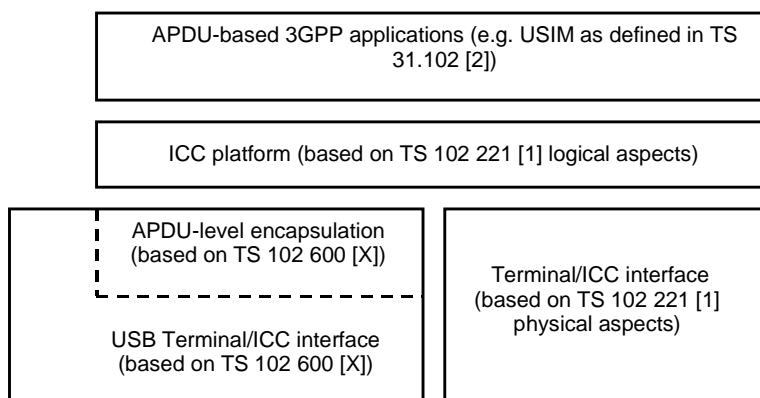 APDU-based 3GPP applications (e.g. USIM as defined in TS
31.102 [2])
ICC platform (based on TS 102 221 [1] logical aspects)
APDU-level encapsulation
(based on TS 102 600 [X])
USB Terminal/ICC interface
(based on TS 102 600 [X])
Terminal/ICC interface
(based on TS 102 221 [1]
physical aspects)